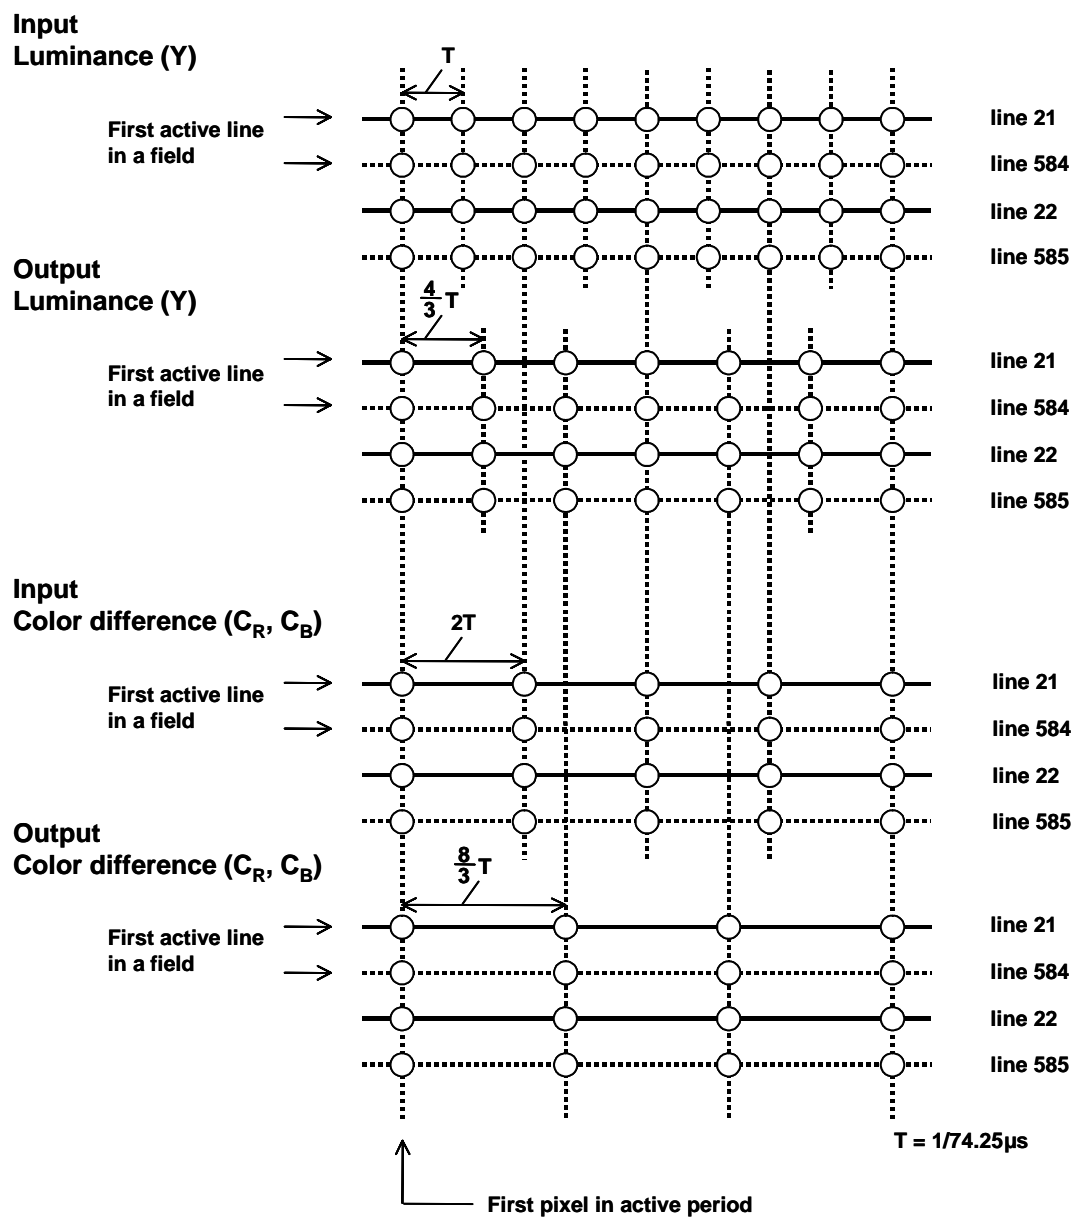 Input
Luminance (Y)
T
First active line
in a field
line 21
line 584
line 22
line 585
Output
Luminance (Y)
4/3 T
First active line
in a field
line 21
line 584
line 22
line 585
Input
Color difference (CR, CB)
2T
First active line
in a field
line 21
line 584
line 22
line 585
Output
Color difference (CR, CB)
8/3 T
First active line
in a field
line 21
line 584
line 22
line 585
T = 1/74.25µs
First pixel in active period